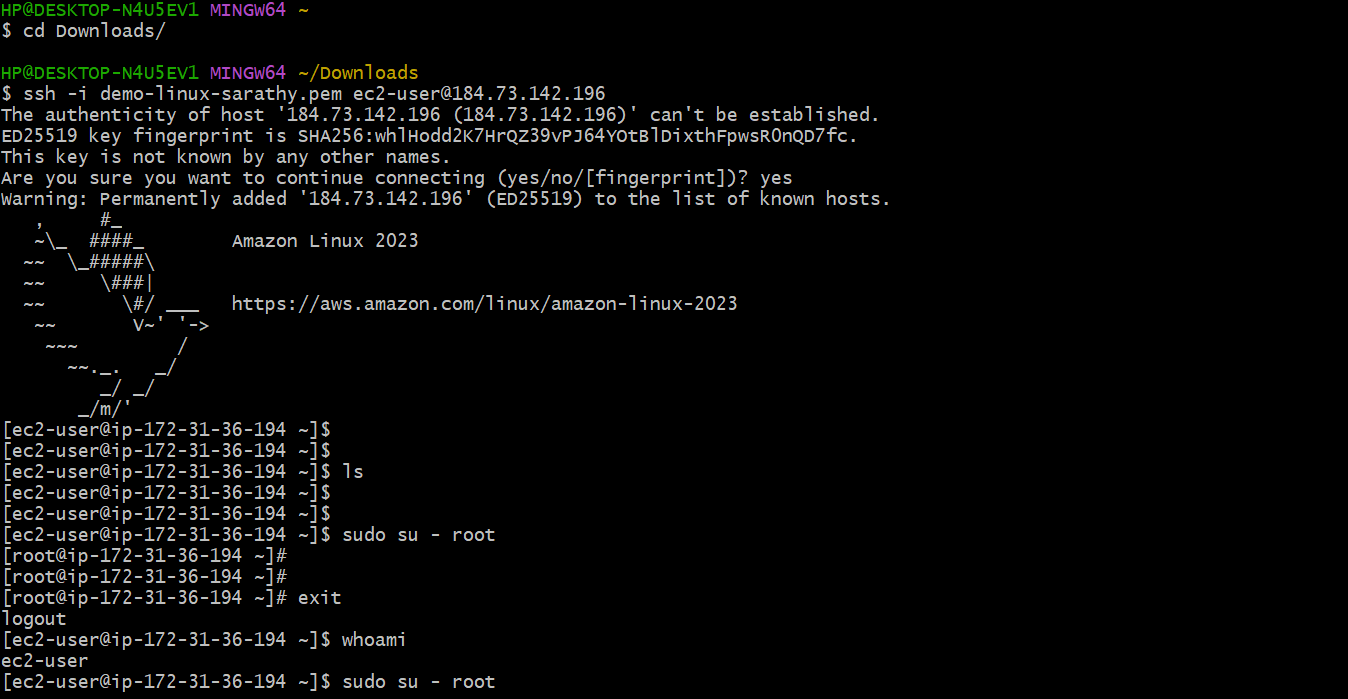 HP@DESKTOP-N4U5EV1 MINGW64 ~
$ cd Downloads/
HP@DESKTOP-N4U5EV1 MINGW64 ~/Downloads
$ ssh -i demo-linux-sarathy.pem ec2-user@184.73.142.196
The authenticity of host '184.73.142.196 (184.73.142.196)' can't be established.
ED25519 key fingerprint is SHA256:whlHodd2K7HrQZ39vPJ64YOtBlDixthFpwsR0nQD7fc.
This key is not known by any other names.
Are you sure you want to continue connecting (yes/no/[fingerprint])? yes
Warning: Permanently added '184.73.142.196' (ED25519) to the list of known hosts.
   ,     #_
   ~\_  ####_        Amazon Linux 2023
  ~~  \_#####\
  ~~     \###|
  ~~       \#/ ___   https://aws.amazon.com/linux/amazon-linux-2023
   ~~       V~' '->
    ~~~         /
      ~~._.   _/
         _/ _/
       _/m/'
[ec2-user@ip-172-31-36-194 ~]$
[ec2-user@ip-172-31-36-194 ~]$
[ec2-user@ip-172-31-36-194 ~]$ ls
[ec2-user@ip-172-31-36-194 ~]$
[ec2-user@ip-172-31-36-194 ~]$
[ec2-user@ip-172-31-36-194 ~]$ sudo su - root
[root@ip-172-31-36-194 ~]#
[root@ip-172-31-36-194 ~]#
[root@ip-172-31-36-194 ~]# exit
logout
[ec2-user@ip-172-31-36-194 ~]$ whoami
ec2-user
[ec2-user@ip-172-31-36-194 ~]$ sudo su - root